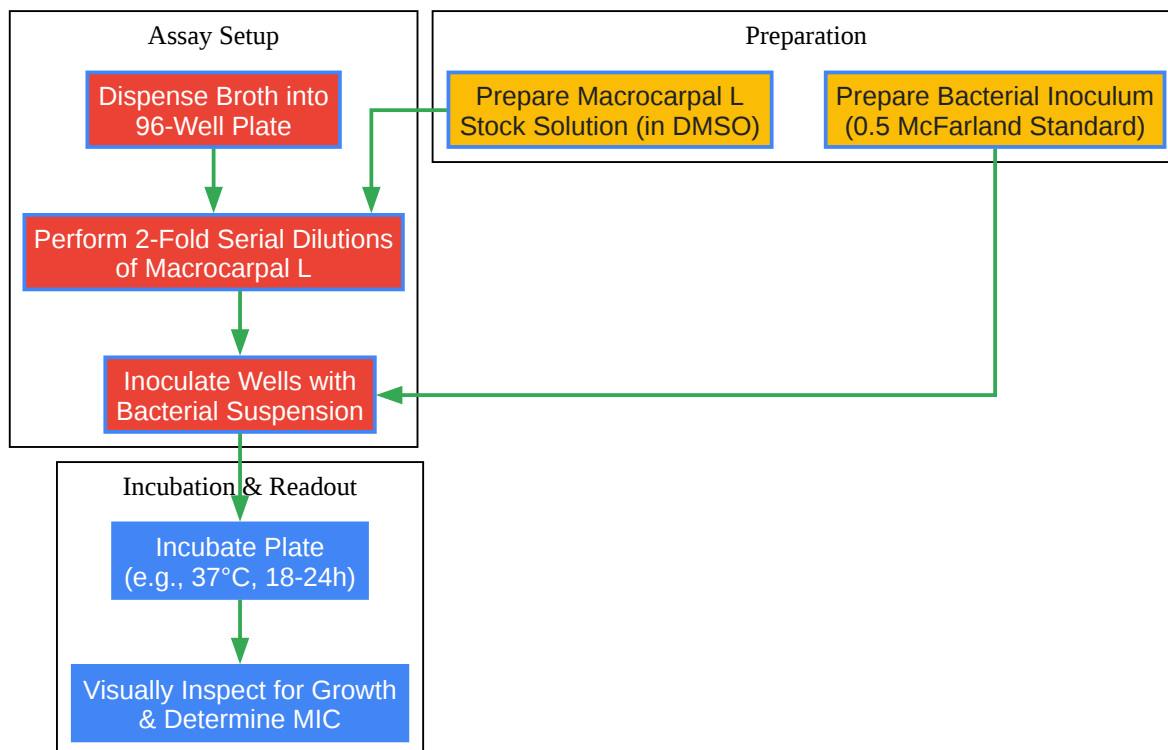 Assay Setup
Dispense Broth into
96-Well Plate
Perform 2-Fold Serial Dilutions
of Macrocarpal L
Inoculate Wells with
Bacterial Suspension
Preparation
Prepare Macrocarpal L
Stock Solution (in DMSO)
Prepare Bacterial Inoculum
(0.5 McFarland Standard)
Incubation & Readout
Incubate Plate
(e.g., 37°C, 18-24h)
Visually Inspect for Growth
& Determine MIC